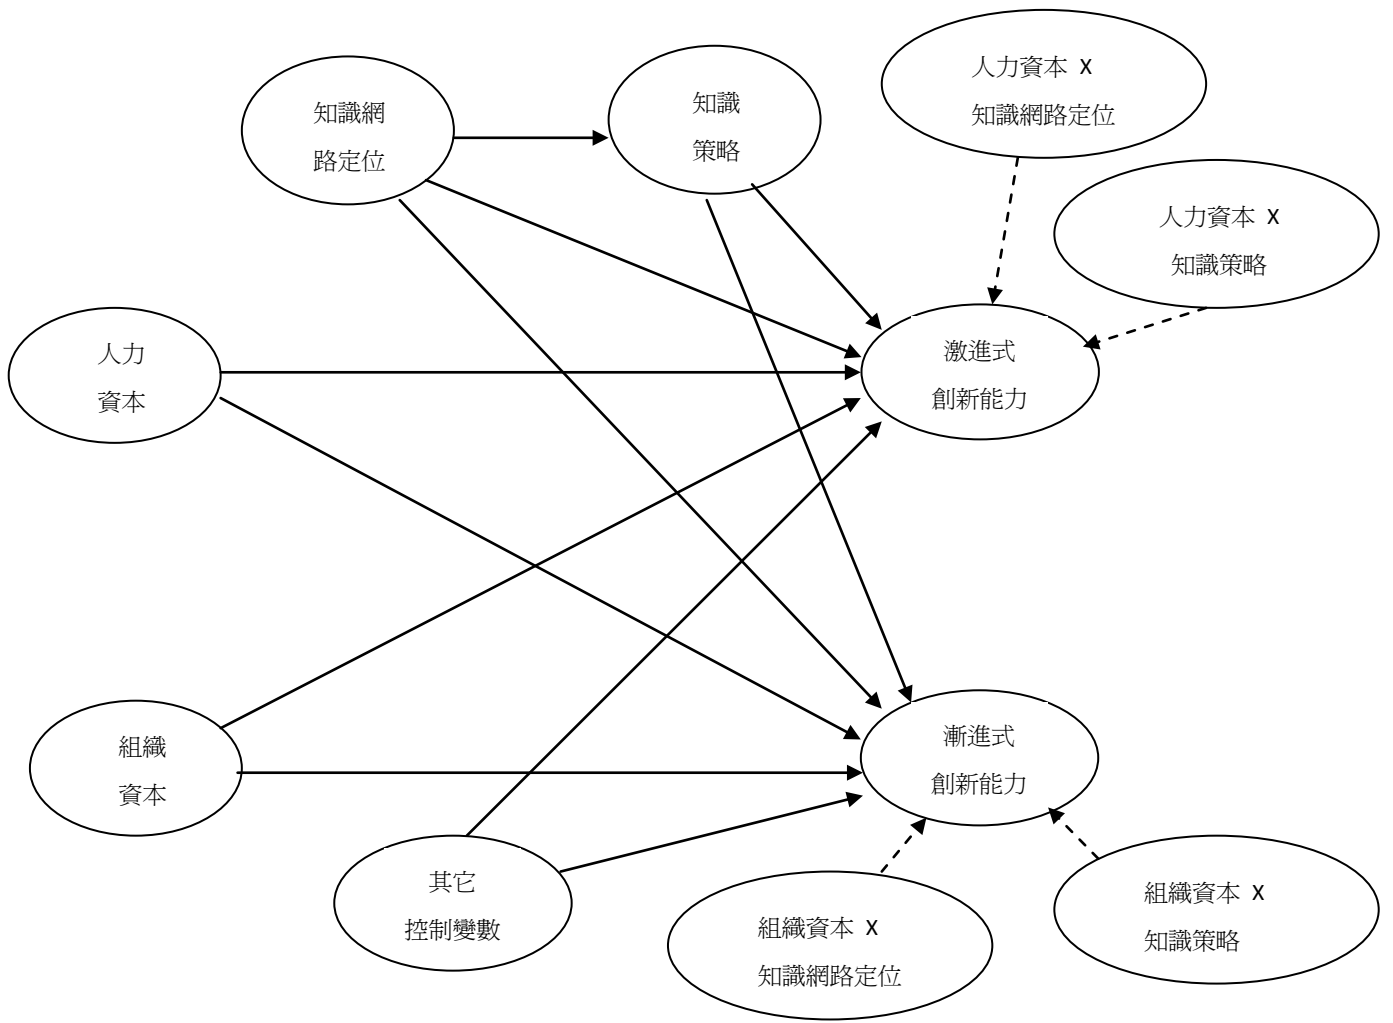 人力資本 X
知識網路定位
知識網
路定位
知識
策略
人力資本 X
知識策略
人力
資本
激進式
創新能力
組織
資本
漸進式
創新能力
其它
控制變數
組織資本 X
知識網路定位
組織資本 X
知識策略